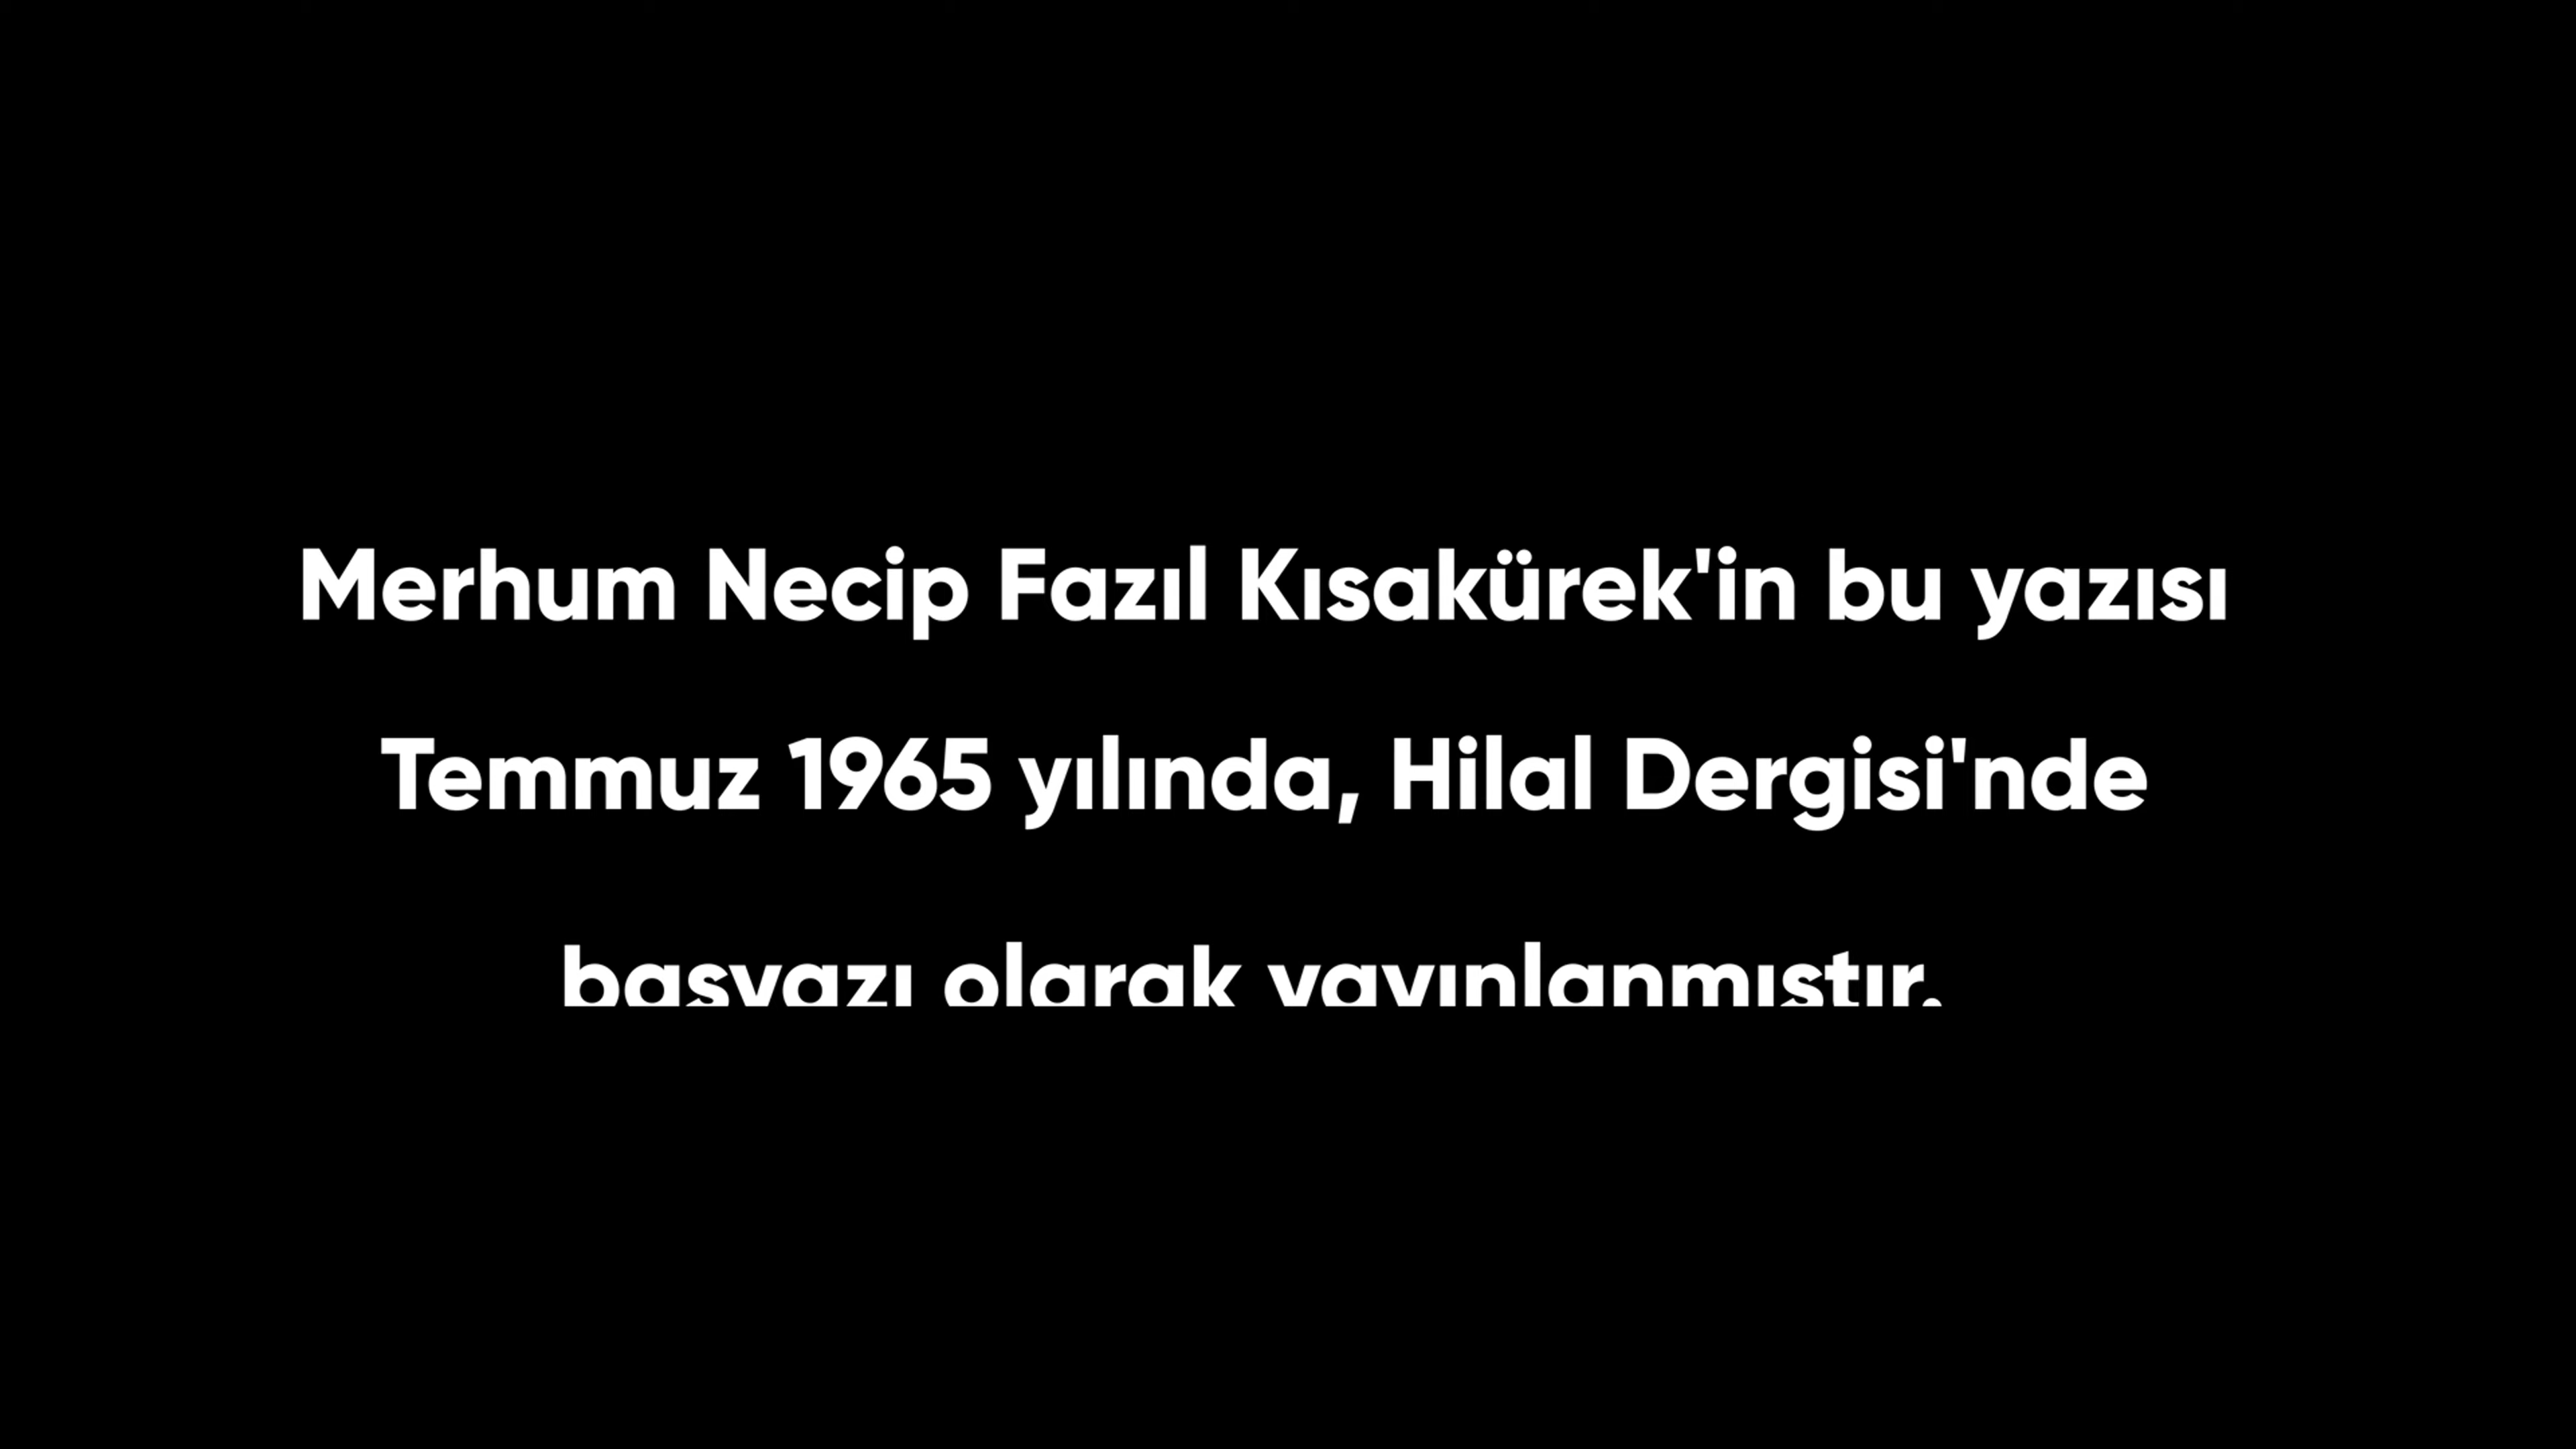 Merhum Necip Fazıl Kısakürek'in bu yazısı
Temmuz 1965 yılında, Hilal Dergisi'nde
başyazı olarak yayınlanmıştır.